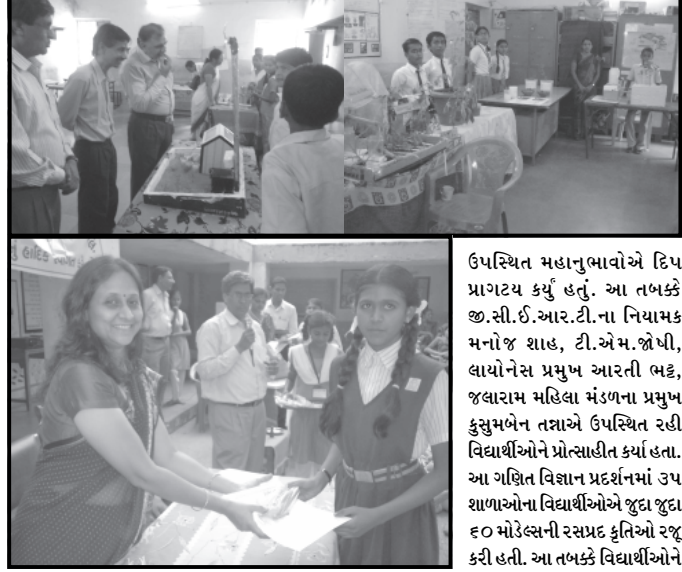 ઉપસ્થિત મહાનુભાવોએ દિપ
પ્રાગટય કર્યું હતું. આ તબક્કે
જી.સી.ઈ.આર.ટી.ના નિયામક
મનોજ શાહ, ટી.એમ.જોષી,
લાયોનેસ પ્રમુખ આરતી ભટ્ટ,
જલારામ મહિલા મંડળના પ્રમુખ
કુસુમબેન તન્નાએ ઉપસ્થિત રહી
વિદ્યાર્થીઓને પ્રોત્સાહીત કર્યા હતા.
આ ગણિત વિજ્ઞાન પ્રદર્શનમાં ૩૫
શાળાઓના વિદ્યાર્થીઓએ જુદા જુદા
૬૦ મોડેલ્સની રસપ્રદ કૃતિઓ રજૂ
કરી હતી. આ તબક્કે વિદ્યાર્થીઓને